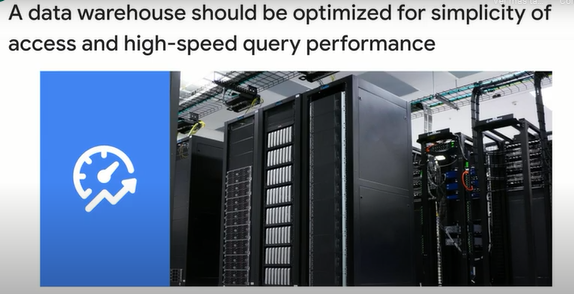 A data warehouse should be optimized for simplicity of
access and high-speed query performance